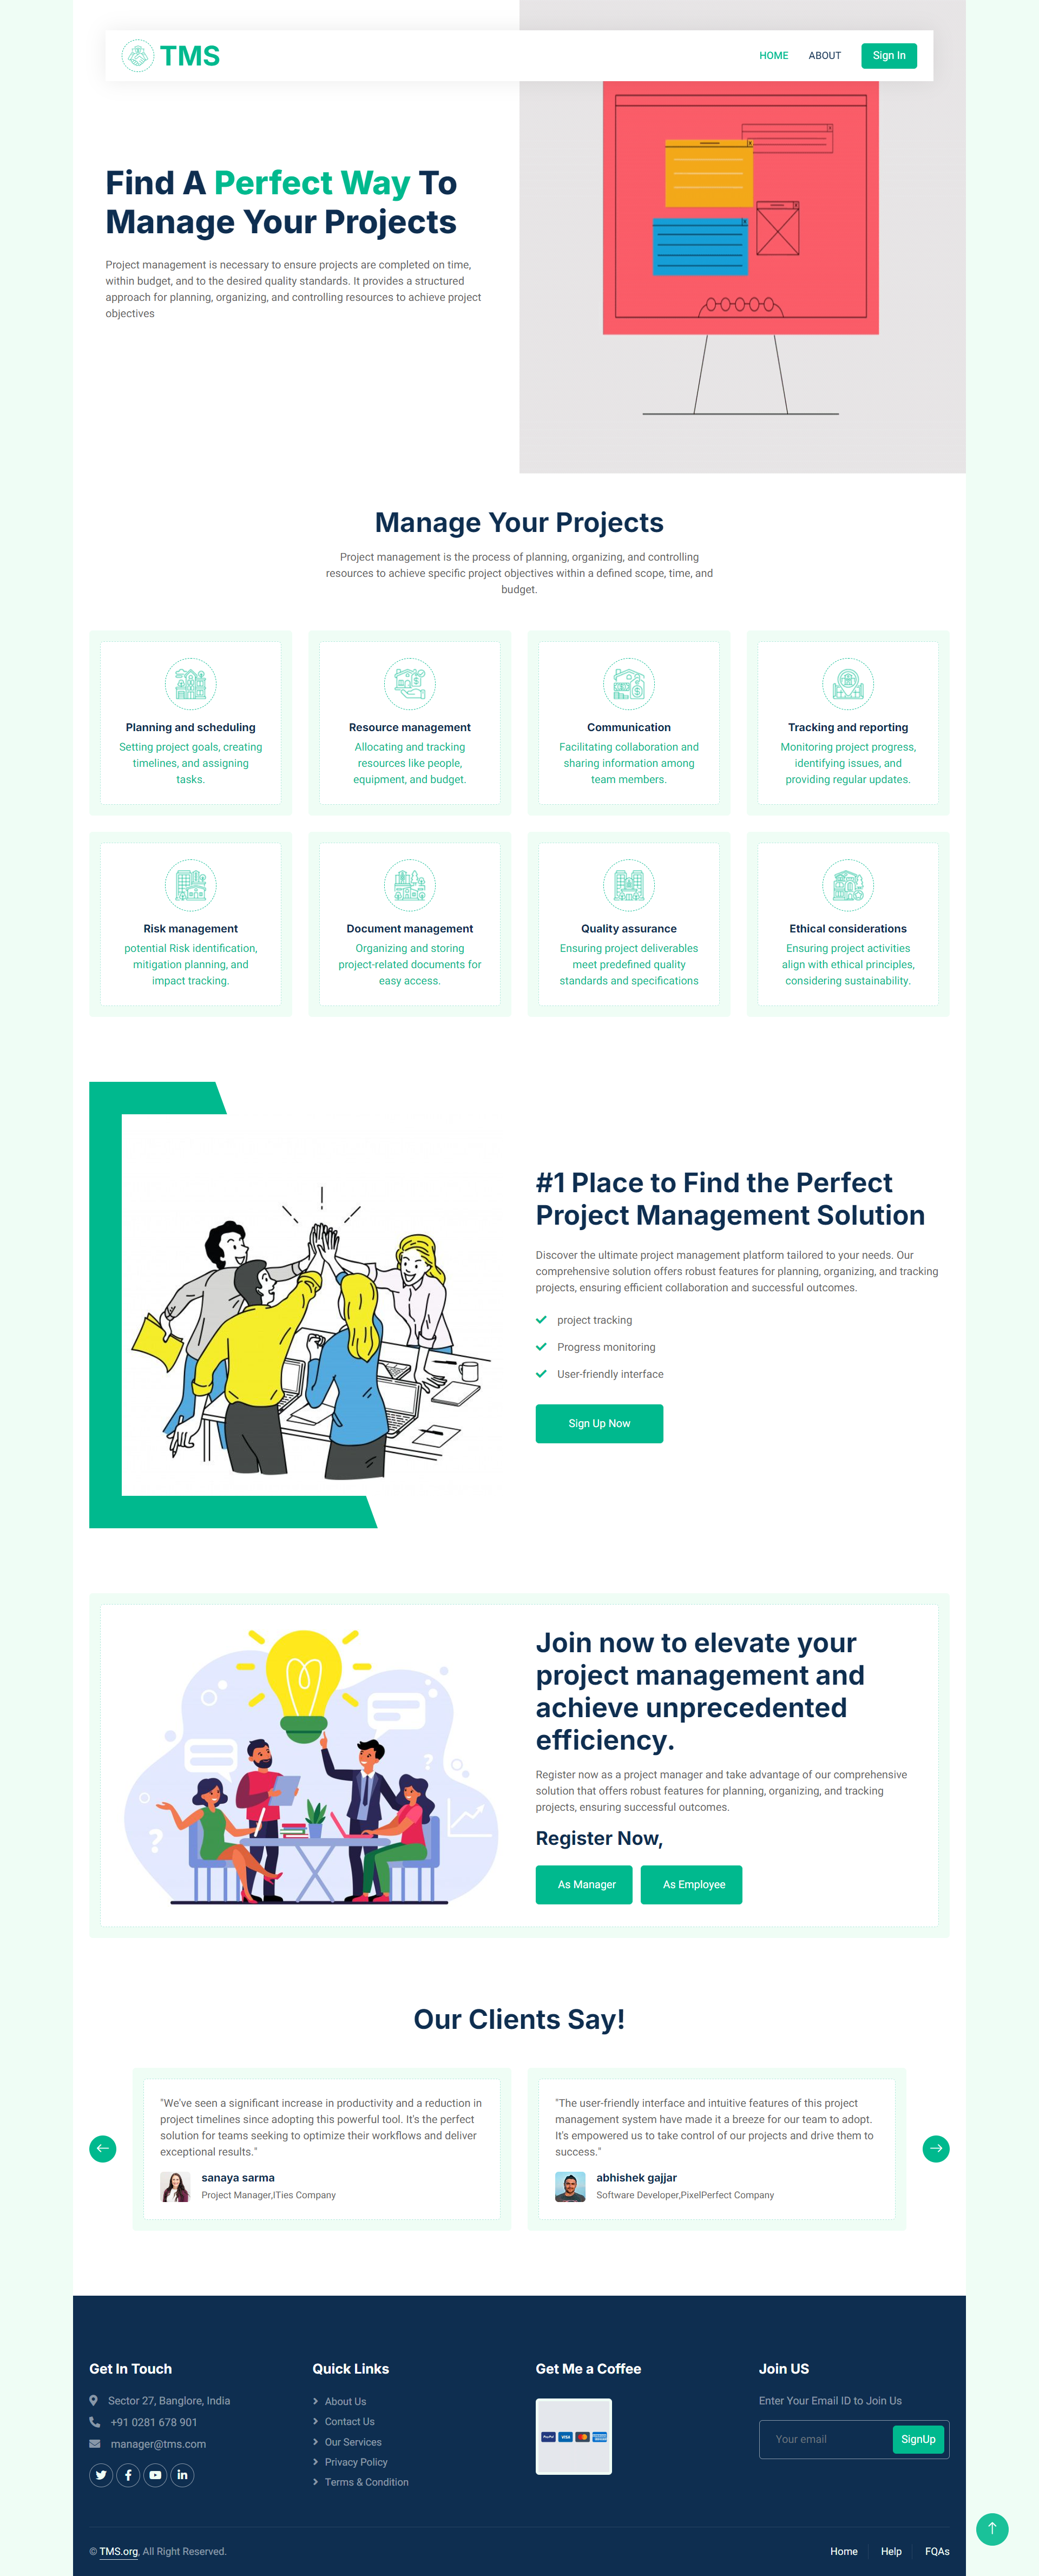 TMS
HOME
ABOUT
Sign In
Find A Perfect Way To
Manage Your Projects
Project management is necessary to ensure projects are completed on time,
within budget, and to the desired quality standards. It provides a structured
approach for planning, organizing, and controlling resources to achieve project
objectives
Manage Your Projects
Project management is the process of planning, organizing, and controlling
resources to achieve specific project objectives within a defined scope, time, and
budget.
Planning and scheduling
Setting project goals, creating
timelines, and assigning
tasks.
Resource management
Allocating and tracking
resources like people,
equipment, and budget.
Communication
Facilitating collaboration and
sharing information among
team members.
Tracking and reporting
Monitoring project progress,
identifying issues, and
providing regular updates.
Risk management
potential Risk identification,
mitigation planning, and
impact tracking.
Document management
Organizing and storing
project-related documents for
easy access.
Quality assurance
Ensuring project deliverables
meet predefined quality
standards and specifications
Ethical considerations
Ensuring project activities
align with ethical principles,
considering sustainability.
#1 Place to Find the Perfect
Project Management Solution
Discover the ultimate project management platform tailored to your needs. Our
comprehensive solution offers robust features for planning, organizing, and tracking
projects, ensuring efficient collaboration and successful outcomes.
project tracking
Progress monitoring
User-friendly interface
Sign Up Now
Join now to elevate your
project management and
achieve unprecedented
efficiency.
Register now as a project manager and take advantage of our comprehensive
solution that offers robust features for planning, organizing, and tracking
projects, ensuring successful outcomes.
Register Now,
As Manager
As Employee
Our Clients Say!
"We've seen a significant increase in productivity and a reduction in
project timelines since adopting this powerful tool. It's the perfect
solution for teams seeking to optimize their workflows and deliver
exceptional results."
sanaya sarma
Project Manager,ITies Company
"The user-friendly interface and intuitive features of this project
management system have made it a breeze for our team to adopt.
It's empowered us to take control of our projects and drive them to
success."
abhishek gajjar
Software Developer,PixelPerfect Company
Get In Touch
Sector 27, Banglore, India
+91 0281 678 901
manager@tms.com
Quick Links
About Us
Contact Us
Our Services
Privacy Policy
Terms & Condition
Get Me a Coffee
PayPal
VISA
Join US
Enter Your Email ID to Join Us
Your email
SignUp
© TMS.org, All Right Reserved.
Home
Help
FQAs